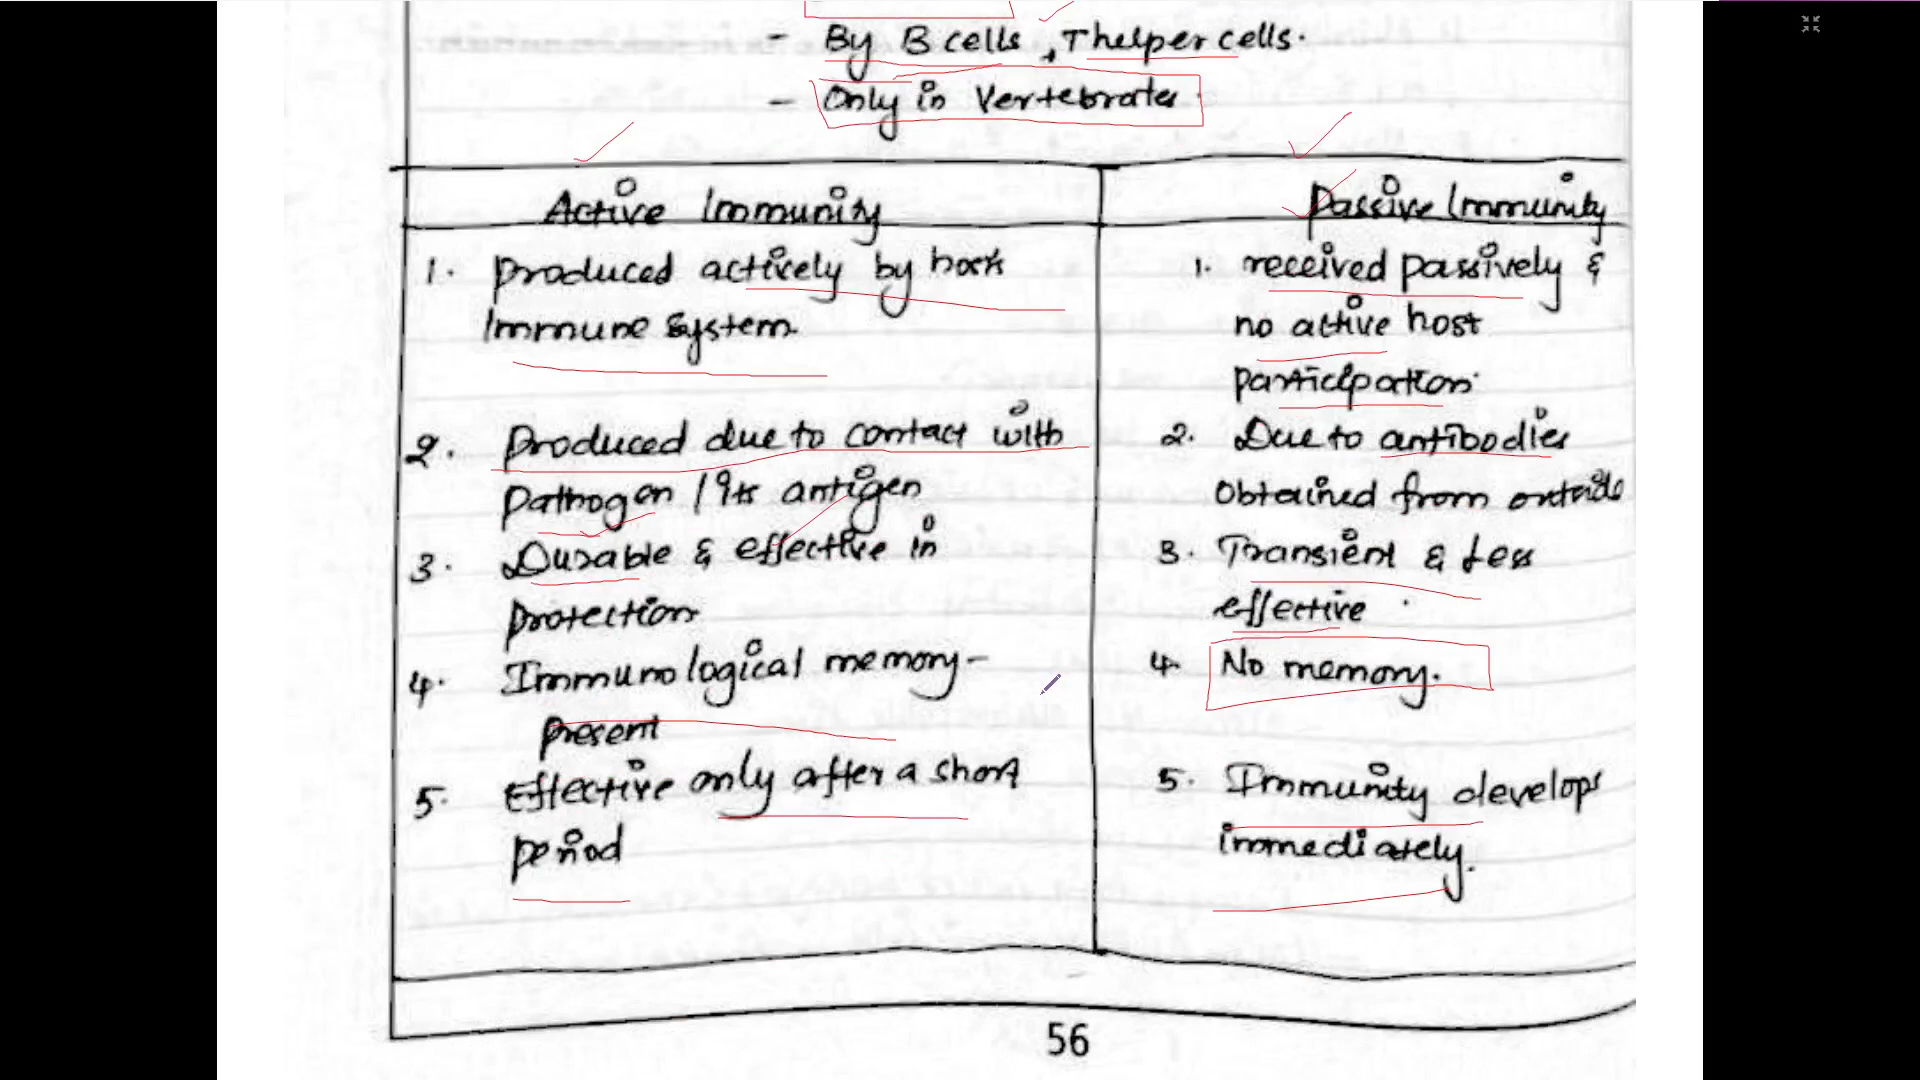 - By B cells, T helper cells.
- Only in Vertebrates.
Active Immunity
1. produced actively by host
Immune system.
2. Produced due to contact with
pathogen / Its antigen
3. Durable & effective in
protection
4. Immunological memory -
present
5. Effective only after a short
period
Passive Immunity
1. received passively &
no active host
participation.
2. Due to antibodies
obtained from outside
3. Transient & Less
effective.
4. No memory.
5. Immunity develops
immediately.
56